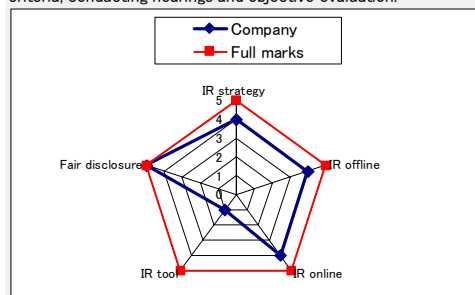 criteria, conducting hearings and objective evaluation.
Company
Full marks
IR strategy
5
4
3
2
1
0
Fair disclosure
IR offline
IR tool
IR online